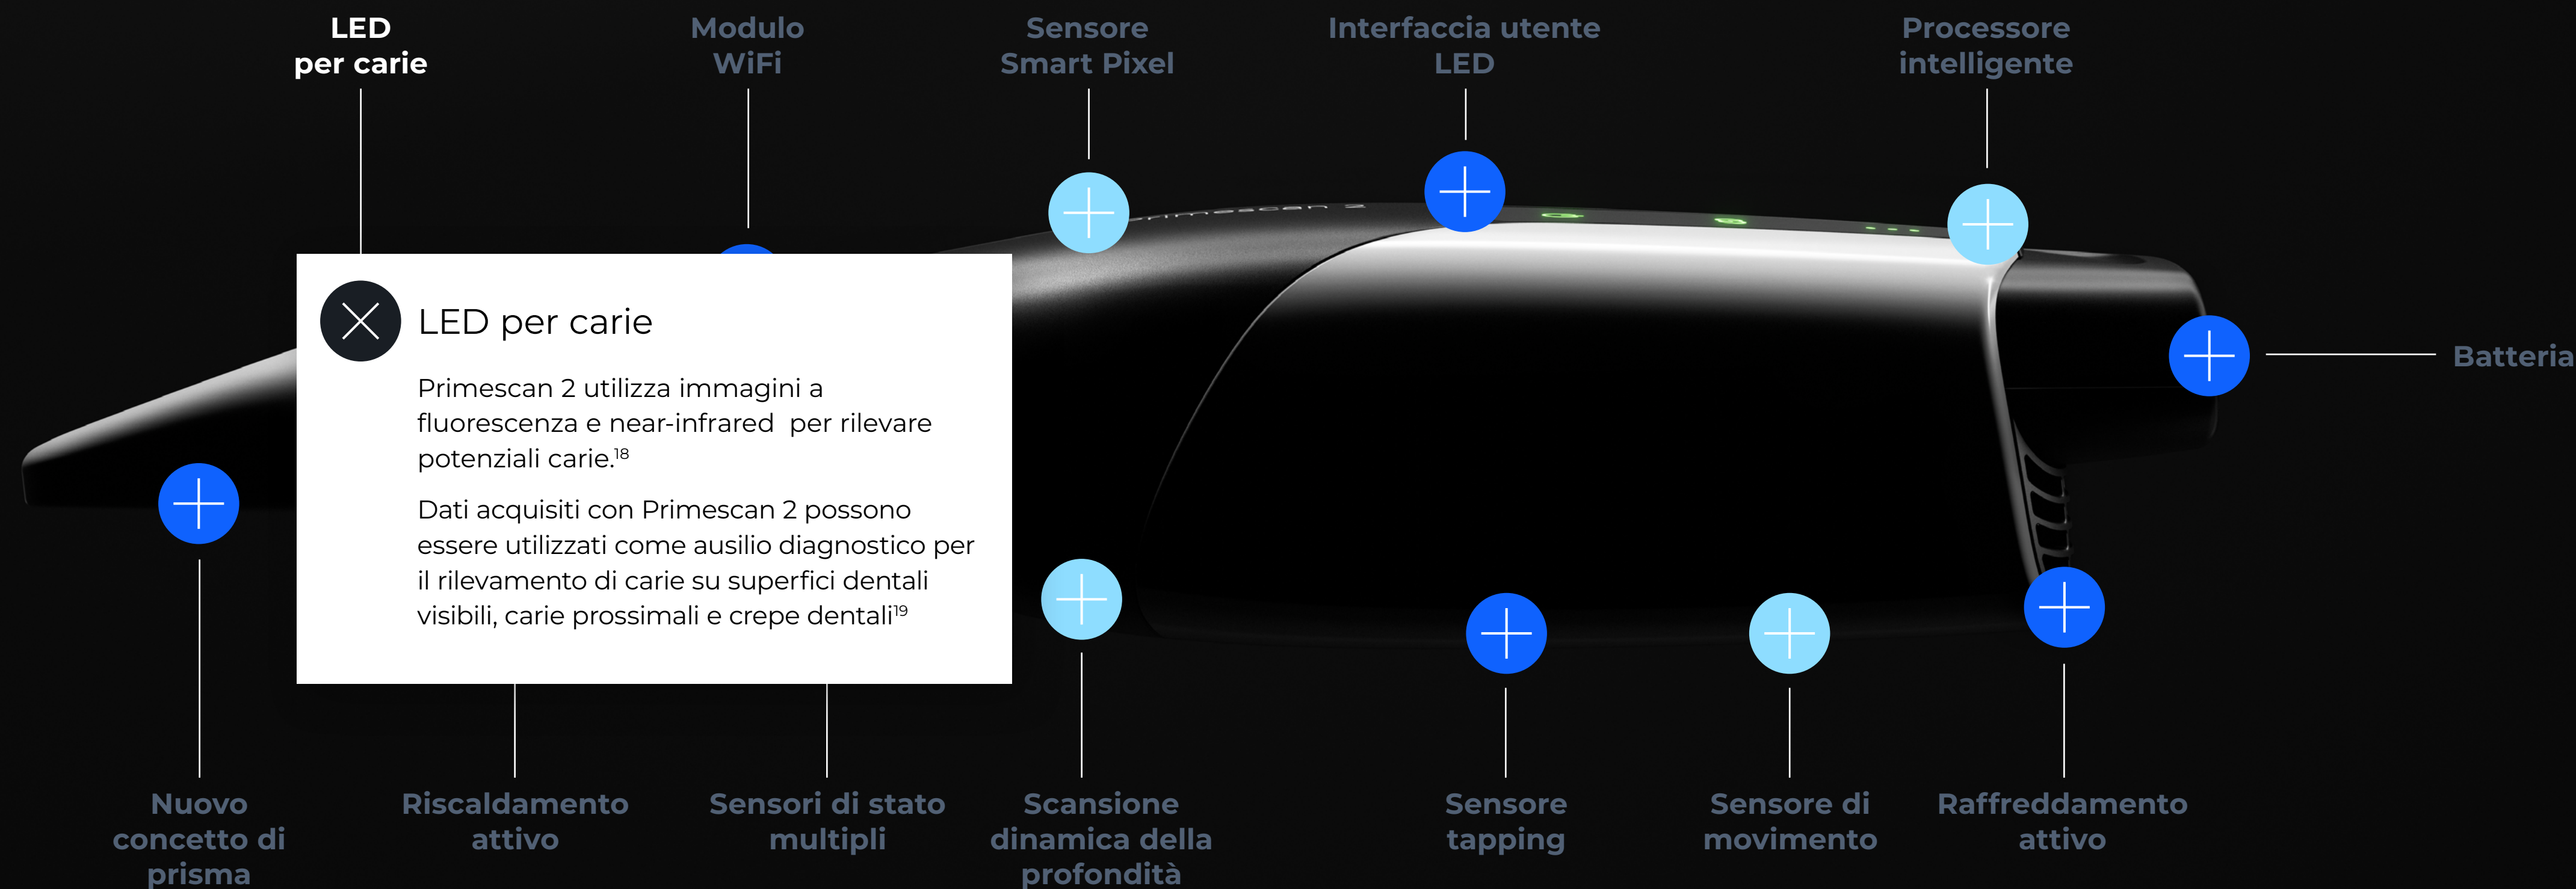 LED
per carie
Modulo
WiFi
Sensore
Smart Pixel
Interfaccia utente
LED
Processore
intelligente
primescan 2
LED per carie
Primescan 2 utilizza immagini a
fluorescenza e near-infrared  per rilevare
potenziali carie.18
Dati acquisiti con Primescan 2 possono
essere utilizzati come ausilio diagnostico per
il rilevamento di carie su superfici dentali
visibili, carie prossimali e crepe dentali19
Batteria
Nuovo
concetto di
prisma
Riscaldamento
attivo
Sensori di stato
multipli
Scansione
dinamica della
profondità
Sensore
tapping
Sensore di
movimento
Raffreddamento
attivo